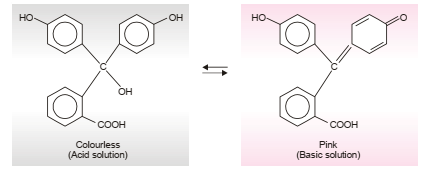 HO OH HO O
C C
OH
COOH COOH
Colourless Pink
(Acid solution) (Basic solution)